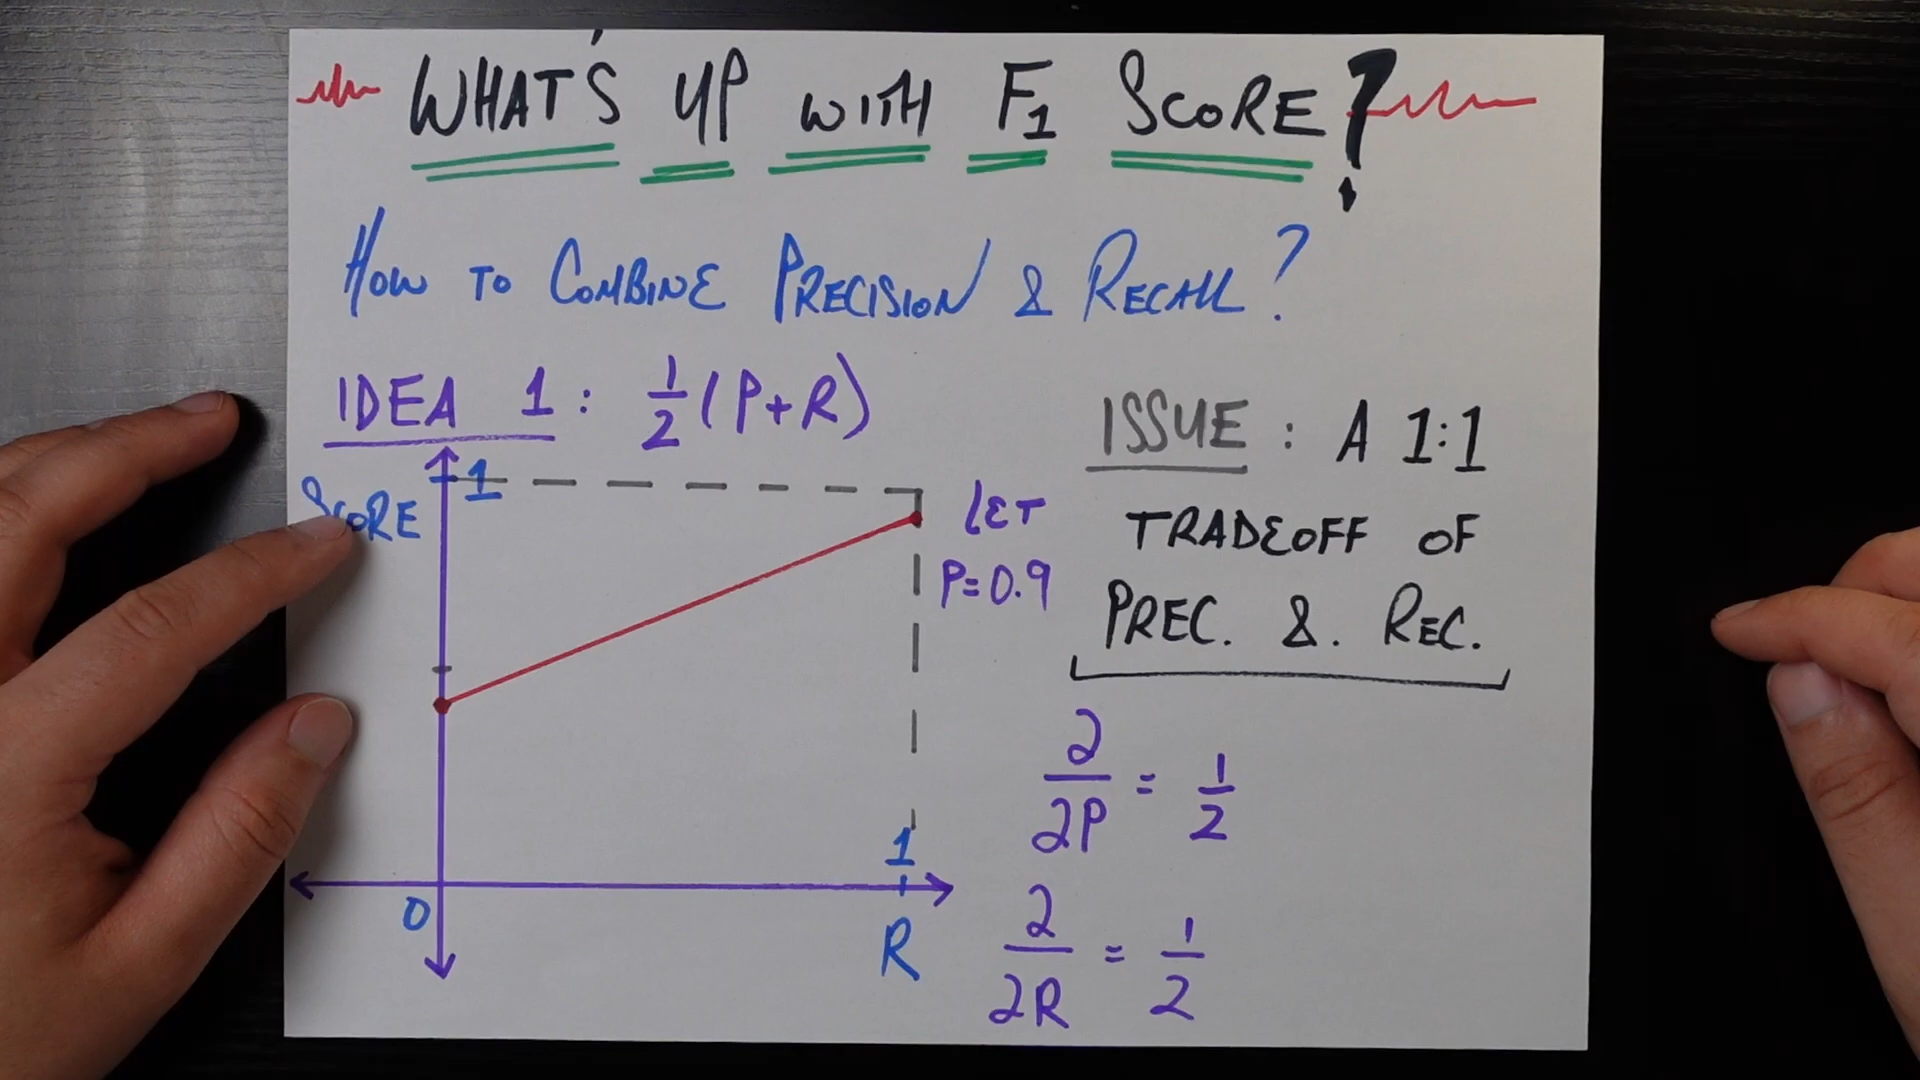 WHAT'S UP WITH F1 SCORE?
HOW TO COMBINE PRECISION & RECALL?
IDEA 1: 1/2 (P+R)
SCORE
1
LET
P=0.9
0
1
R
ISSUE: A 1:1
TRADEOFF OF
PREC. &. REC.
∂/∂P = 1/2
∂/∂R = 1/2